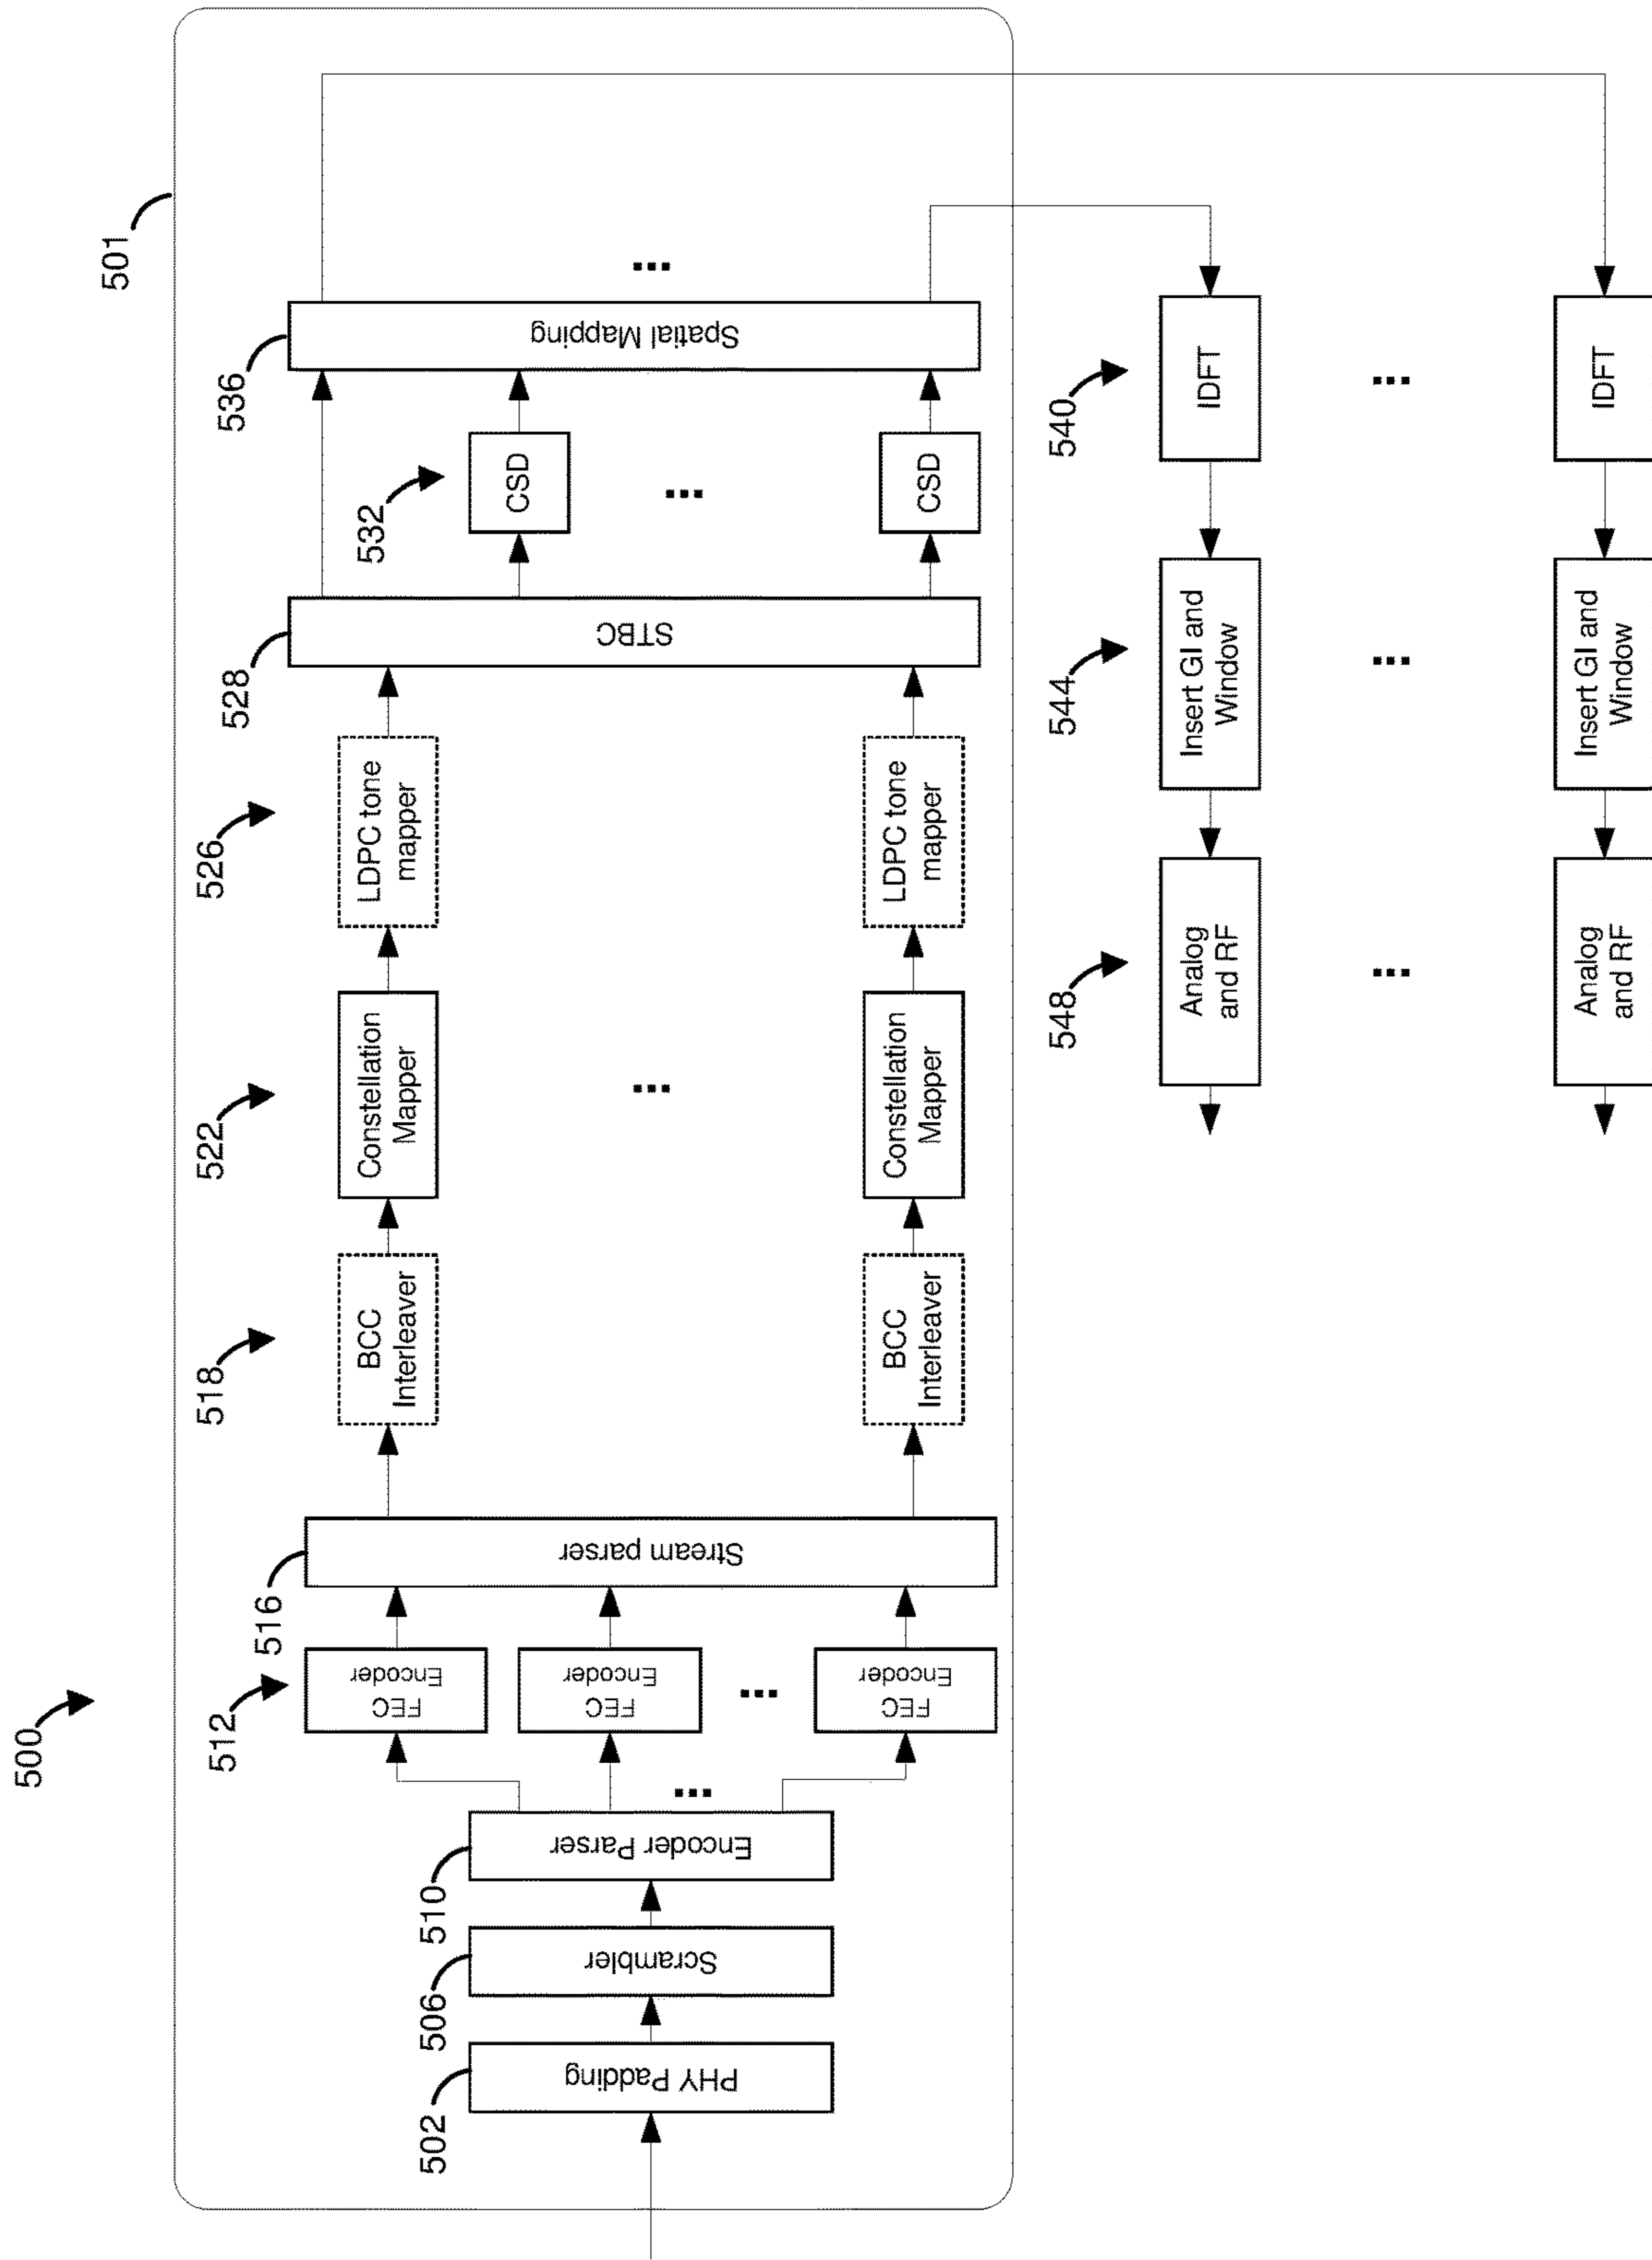 500
501
502
PHY Padding
506
Scrambler
510
Encoder Parser
...
512
FEC
Encoder
FEC
Encoder
...
FEC
Encoder
516
Stream parser
518
BCC
Interleaver
BCC
Interleaver
522
Constellation
Mapper
...
Constellation
Mapper
526
LDPC tone
mapper
LDPC tone
mapper
528
STBC
532
CSD
...
CSD
536
Spatial Mapping
...
540
IDFT
...
IDFT
544
Insert GI and
Window
...
Insert GI and
Window
548
Analog
and RF
...
Analog
and RF